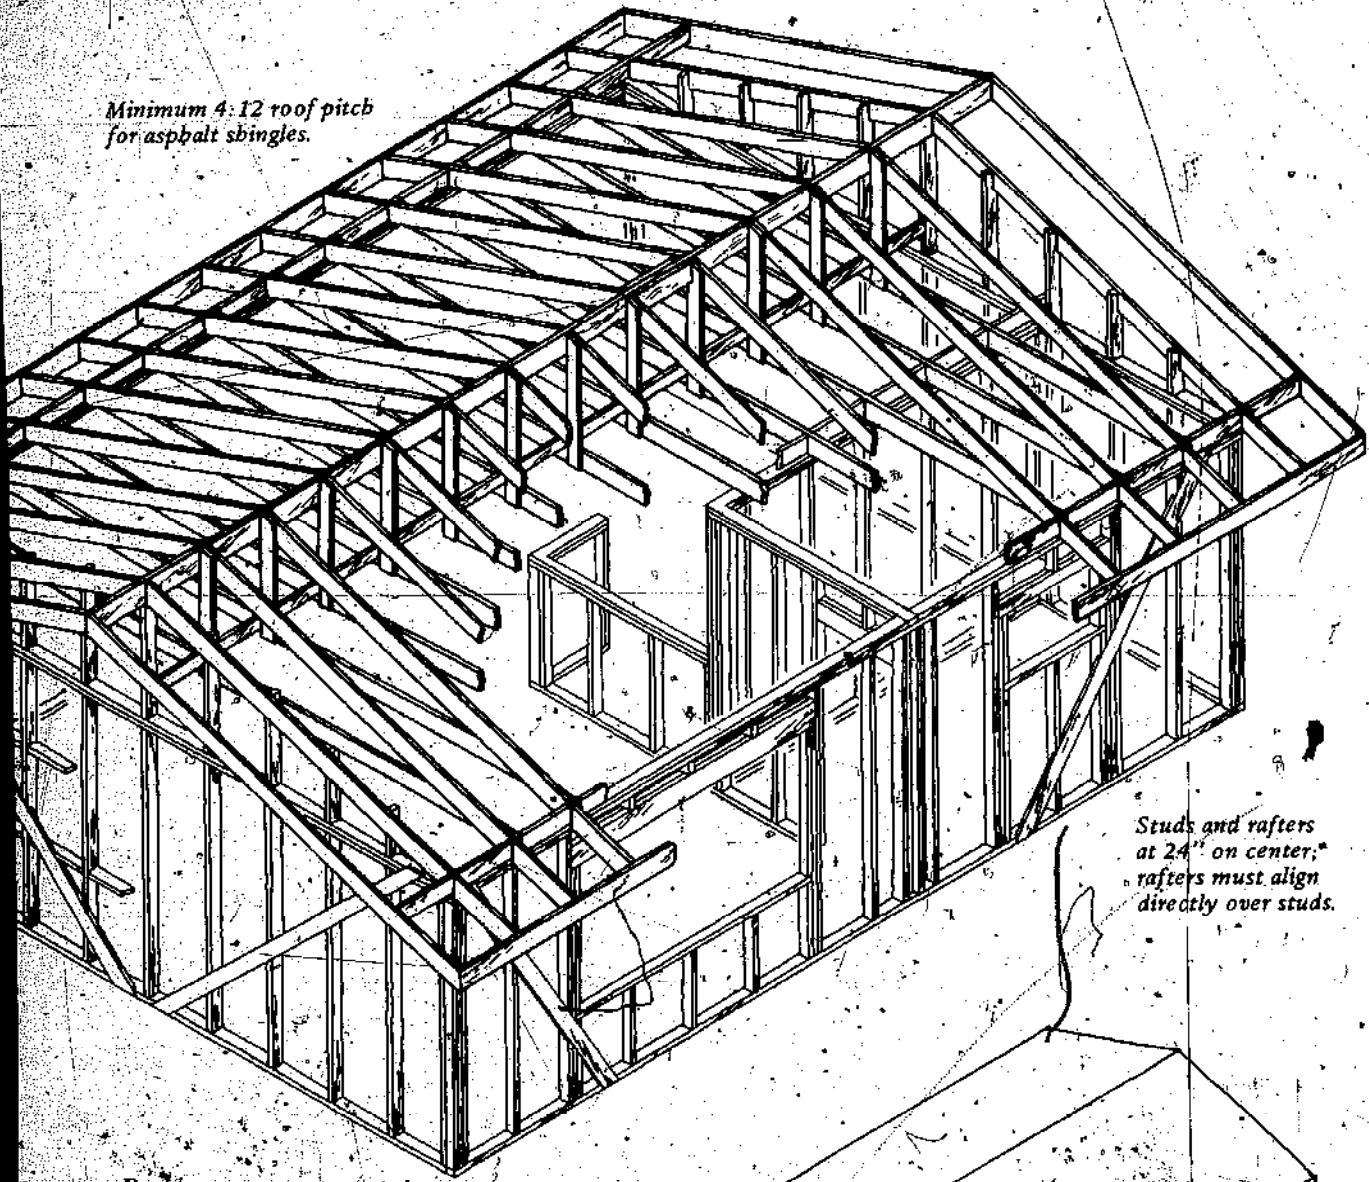 Minimum 4:12 roof pitch
for asphalt shingles.
Studs and rafters
at 24" on center;
rafters must align
directly over studs.